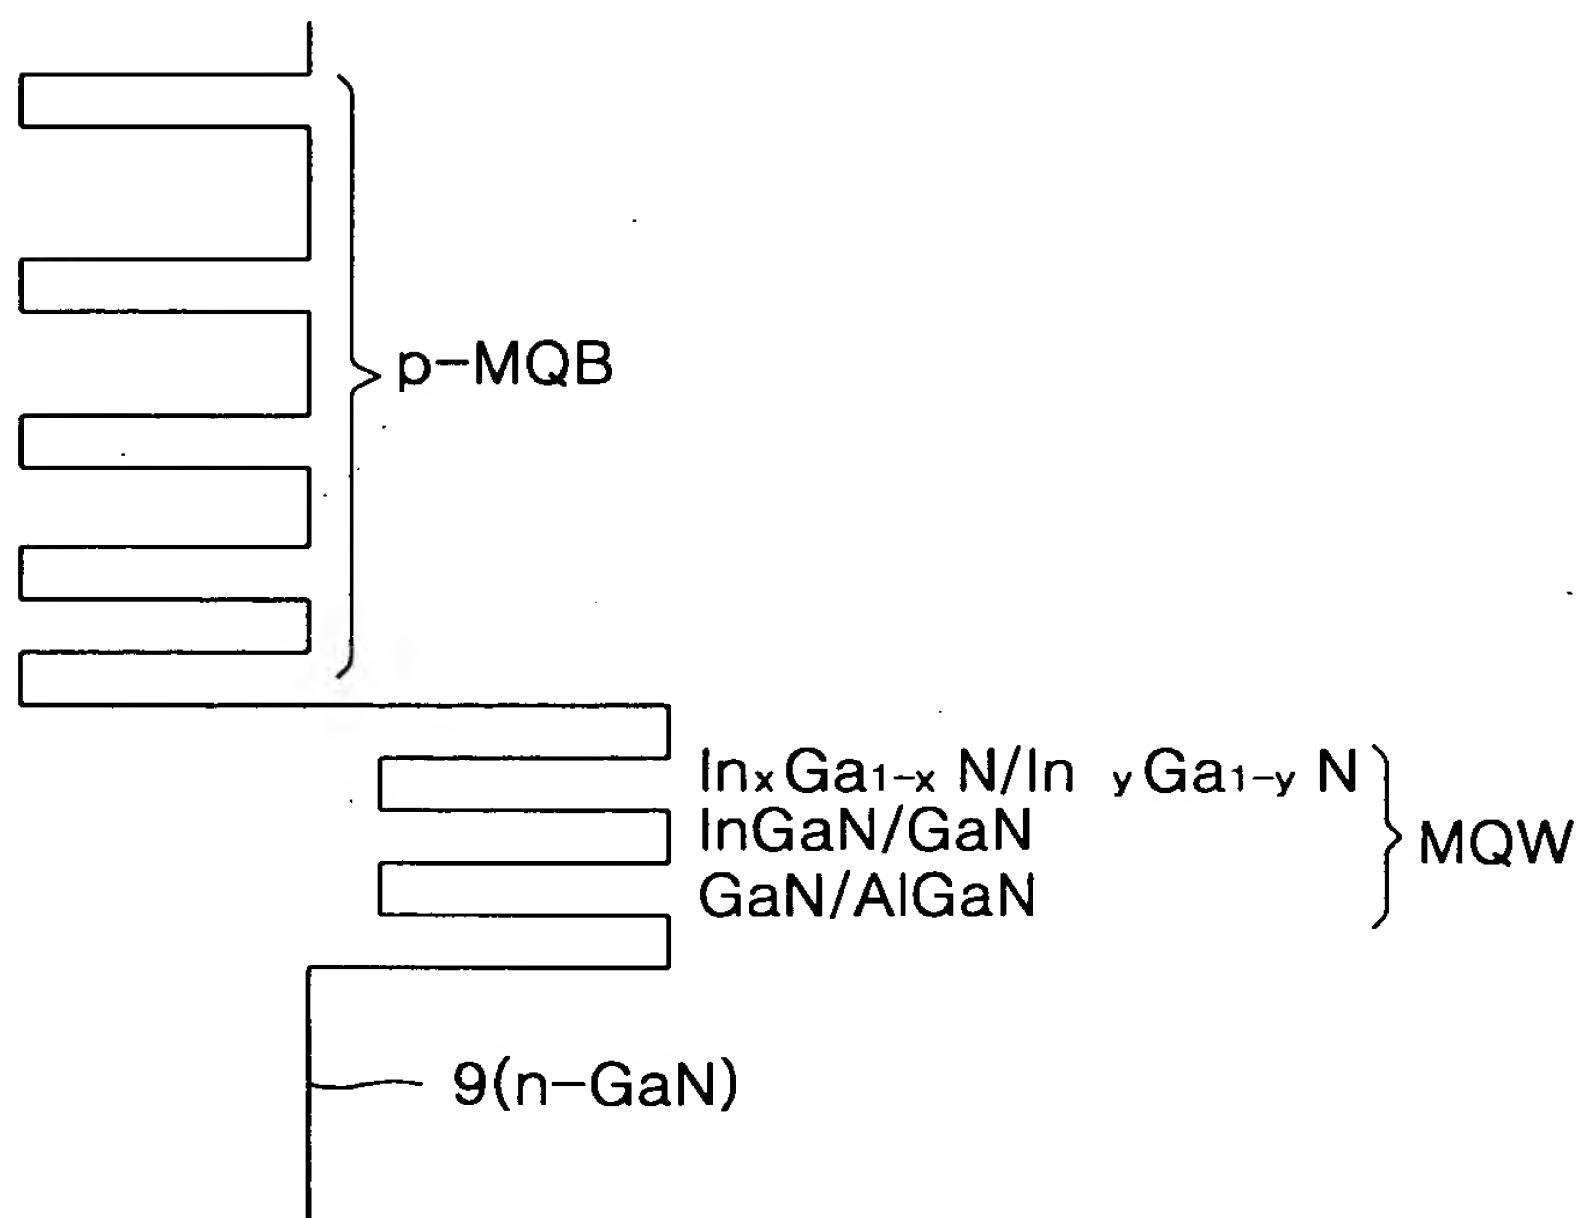 p-MQB
InxGa1-x N/In yGa1-y N
InGaN/GaN
GaN/AlGaN
MQW
9(n-GaN)